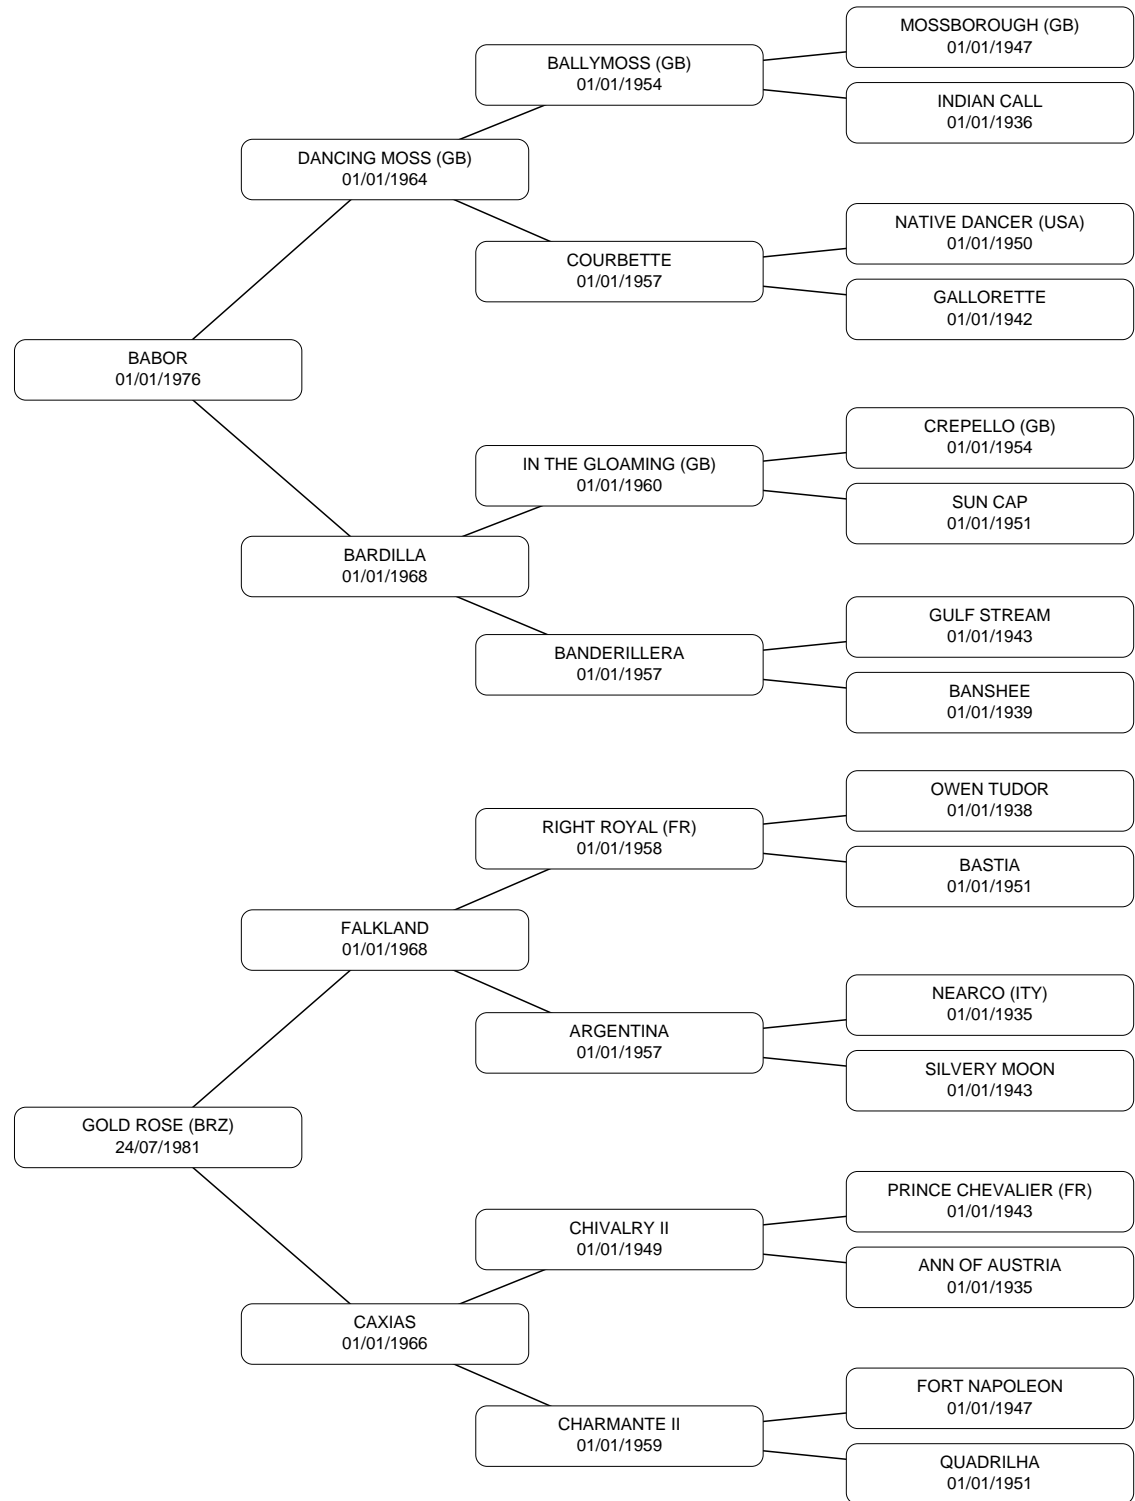 MOSSBOROUGH (GB)
01/01/1947
BALLYMOSS (GB)
01/01/1954
INDIAN CALL
01/01/1936
DANCING MOSS (GB)
01/01/1964
NATIVE DANCER (USA)
01/01/1950
COURBETTE
01/01/1957
GALLORETTE
01/01/1942
BABOR
01/01/1976
CREPELLO (GB)
01/01/1954
IN THE GLOAMING (GB)
01/01/1960
SUN CAP
01/01/1951
BARDILLA
01/01/1968
GULF STREAM
01/01/1943
BANDERILLERA
01/01/1957
BANSHEE
01/01/1939
OWEN TUDOR
01/01/1938
RIGHT ROYAL (FR)
01/01/1958
BASTIA
01/01/1951
FALKLAND
01/01/1968
NEARCO (ITY)
01/01/1935
ARGENTINA
01/01/1957
SILVERY MOON
01/01/1943
GOLD ROSE (BRZ)
24/07/1981
PRINCE CHEVALIER (FR)
01/01/1943
CHIVALRY II
01/01/1949
ANN OF AUSTRIA
01/01/1935
CAXIAS
01/01/1966
FORT NAPOLEON
01/01/1947
CHARMANTE II
01/01/1959
QUADRILHA
01/01/1951